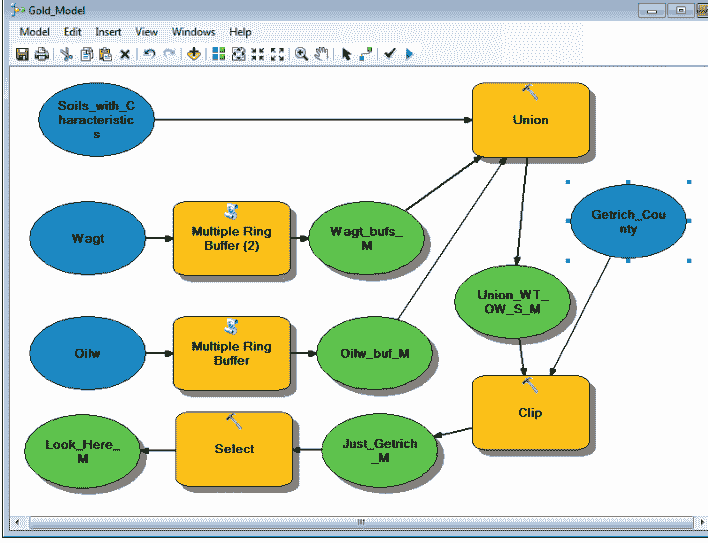 Gold_Model
Model Edit Insert View Windows Help
Soils_with_C
haracteristic
s
Union
Wagt
Multiple Ring
Buffer (2)
Wagt_bufs_
M
Getrich_Cou
nty
Union_WT_
OW_S_M
Oilw
Multiple Ring
Buffer
Oilw_buf_M
Clip
Look_Here_
M
Select
Just_Getrich
_M